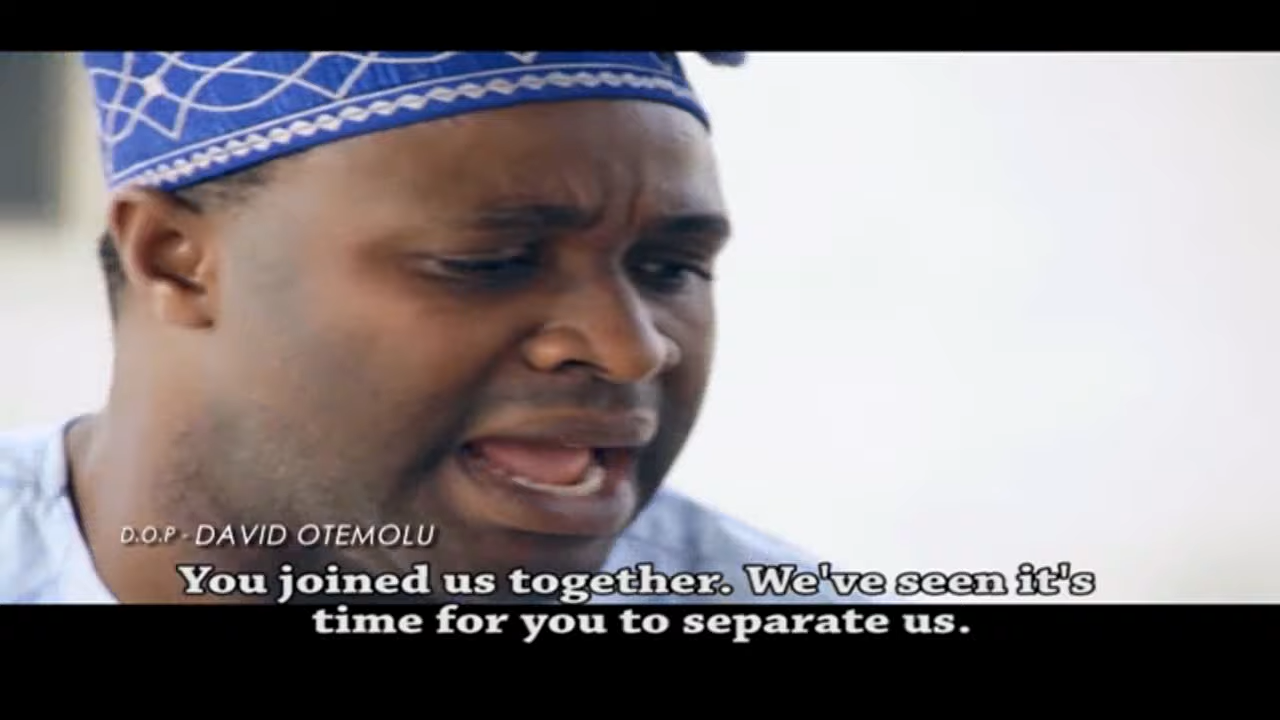 D.O.P - DAVID OTEMOLU
You joined us together. We've seen it's
time for you to separate us.